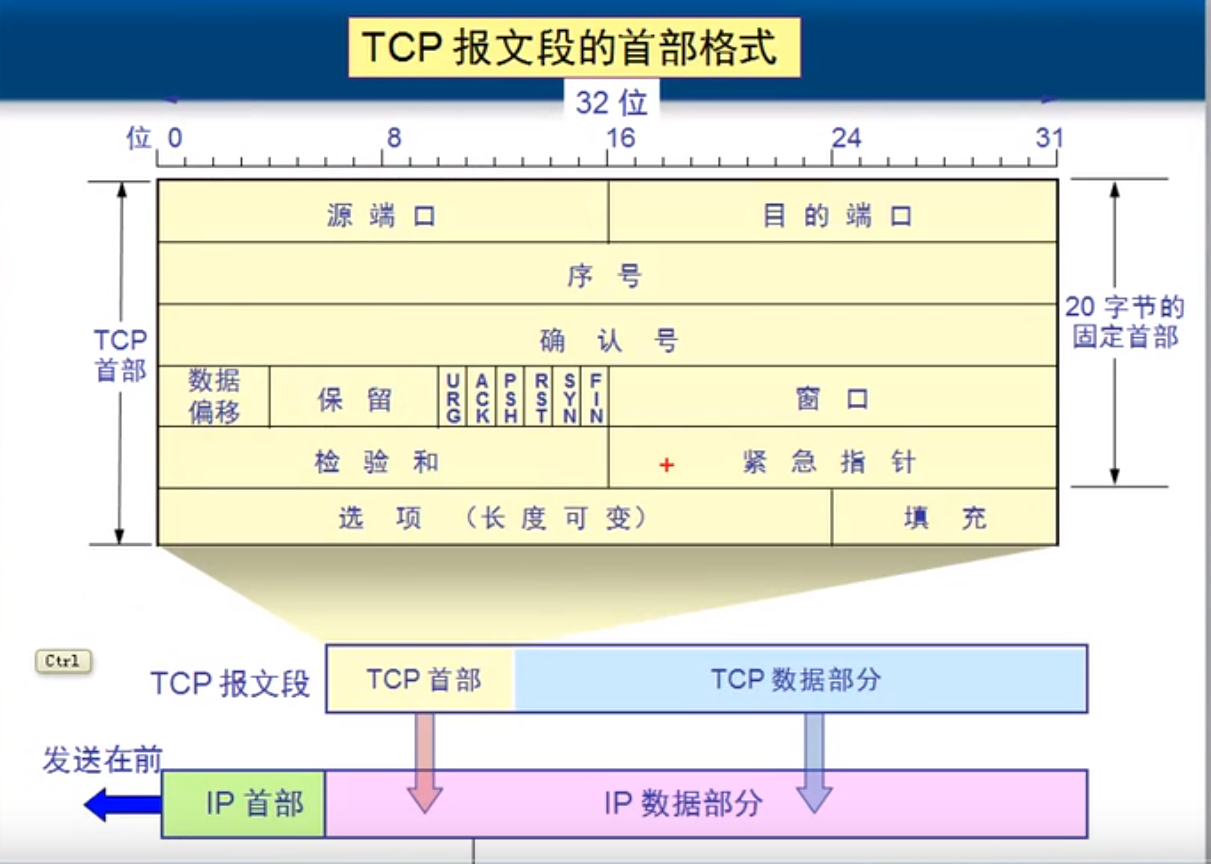 TCP 报文段的首部格式
32 位
位 0 8 16 24 31
源端口 目的端口
序号
确认号
TCP
首部
20 字节的
固定首部
数据
偏移
保留
URG
ACK
PSH
RST
SYN
FIN
窗口
检验和
紧急指针
选项 （长度可变）
填充
Ctrl
TCP 报文段
TCP 首部
TCP 数据部分
发送在前
IP 首部
IP 数据部分